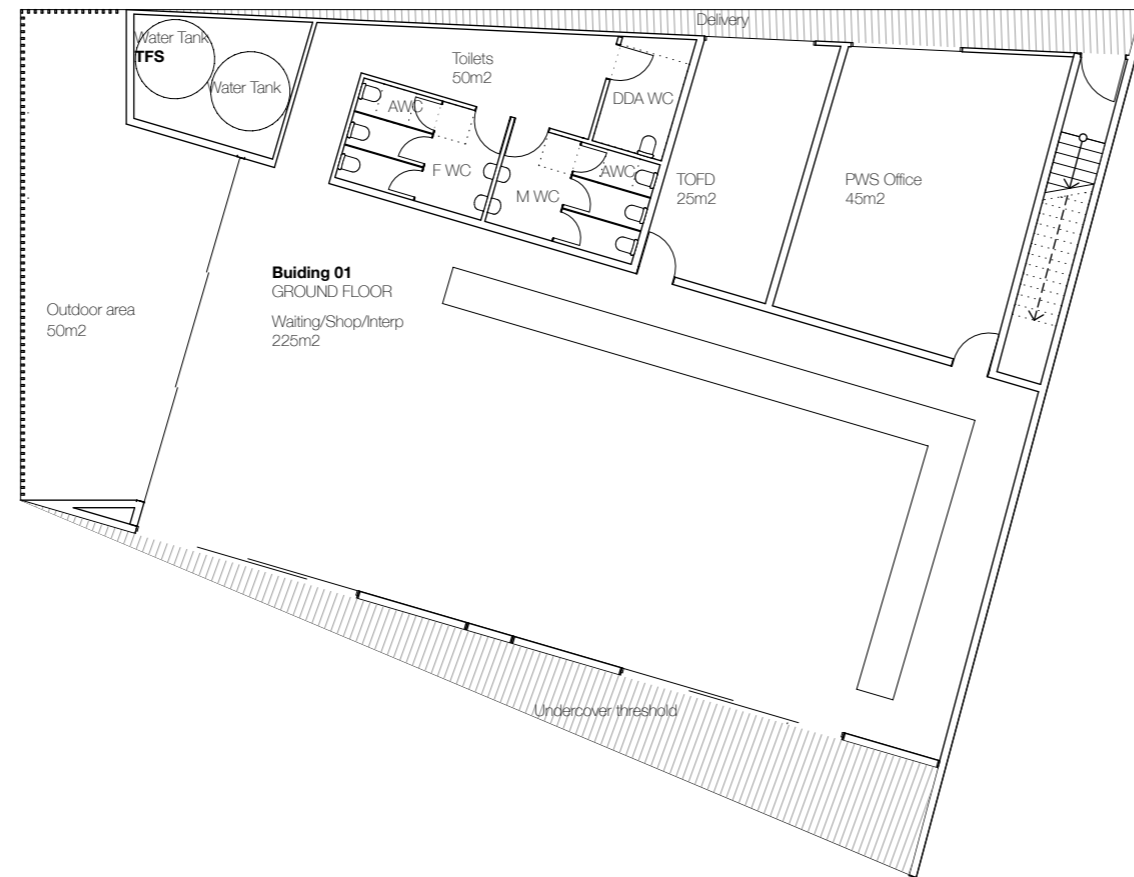 Delivery
Water Tank
TFS
Water Tank
Toilets
50m2
DDA WC
AWC
F WC
M WC
AWC
TOFD
25m2
PWS Office
45m2
Buiding 01
GROUND FLOOR
Waiting/Shop/Interp
225m2
Outdoor area
50m2
Undercover threshold